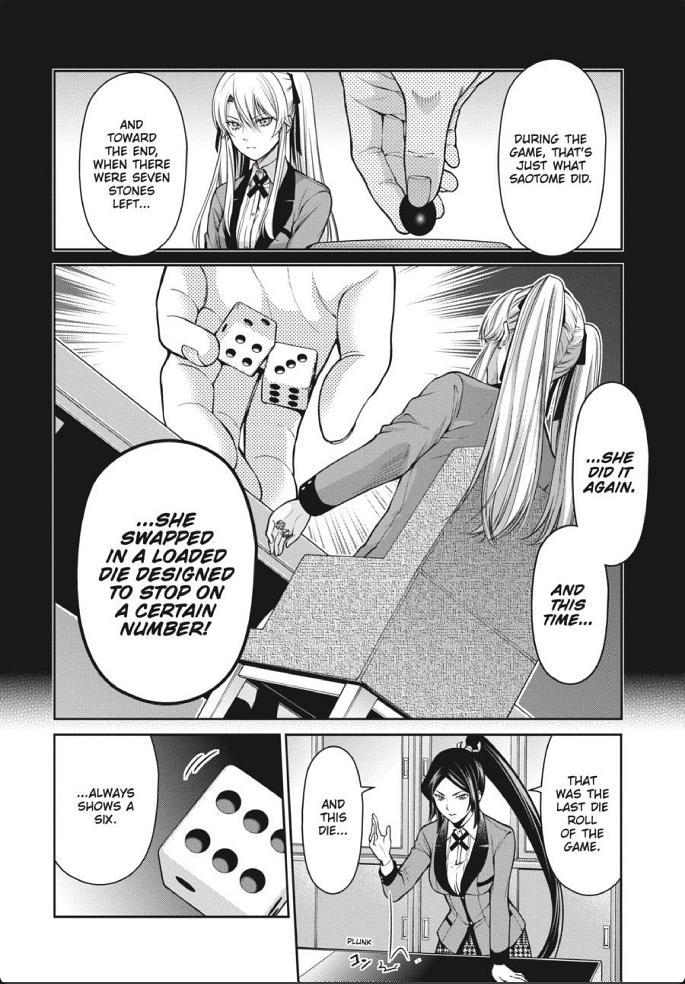 DURING THE
GAME, THAT'S
JUST WHAT
SAOTOME DID.
AND
TOWARD
THE END,
WHEN THERE
WERE SEVEN
STONES
LEFT...
...SHE
DID IT
AGAIN.
AND
THIS
TIME...
...SHE
SWAPPED
IN A LOADED
DIE DESIGNED
TO STOP ON
A CERTAIN
NUMBER!
THAT
WAS THE
LAST DIE
ROLL
OF THE
GAME.
AND
THIS
DIE...
PLUNK
コン
...ALWAYS
SHOWS A
SIX.